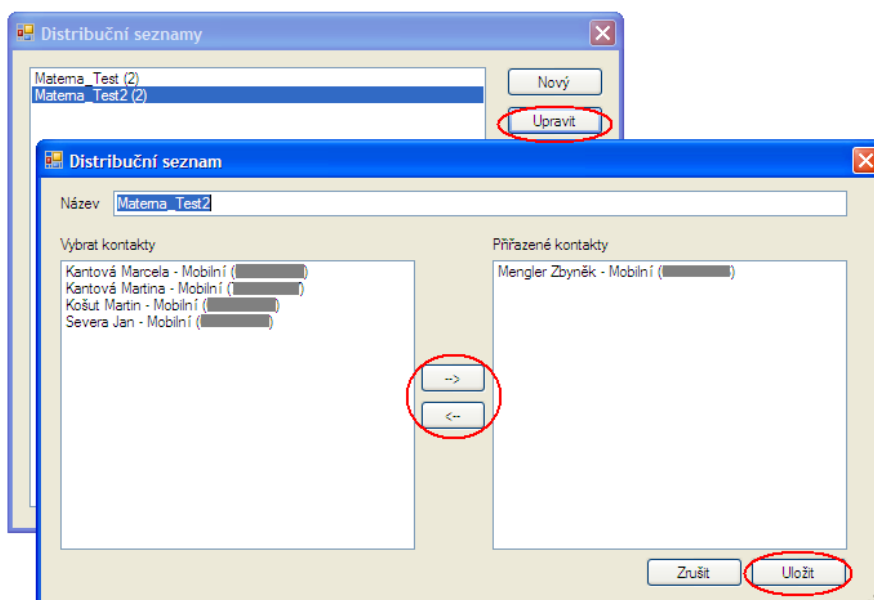 Distribuční seznamy
Materna_Test (2)
Materna_Test2 (2)
Nový
Upravit
Distribuční seznam
Název Materna_Test2
Vybrat kontakty
Přiřazené kontakty
Kantová Marcela - Mobilní ( )
Kantová Martina - Mobilní ( )
Košut Martin - Mobilní ( )
Severa Jan - Mobilní ( )
Mengler Zbyněk - Mobilní ( )
-->
<--
Zrušit
Uložit